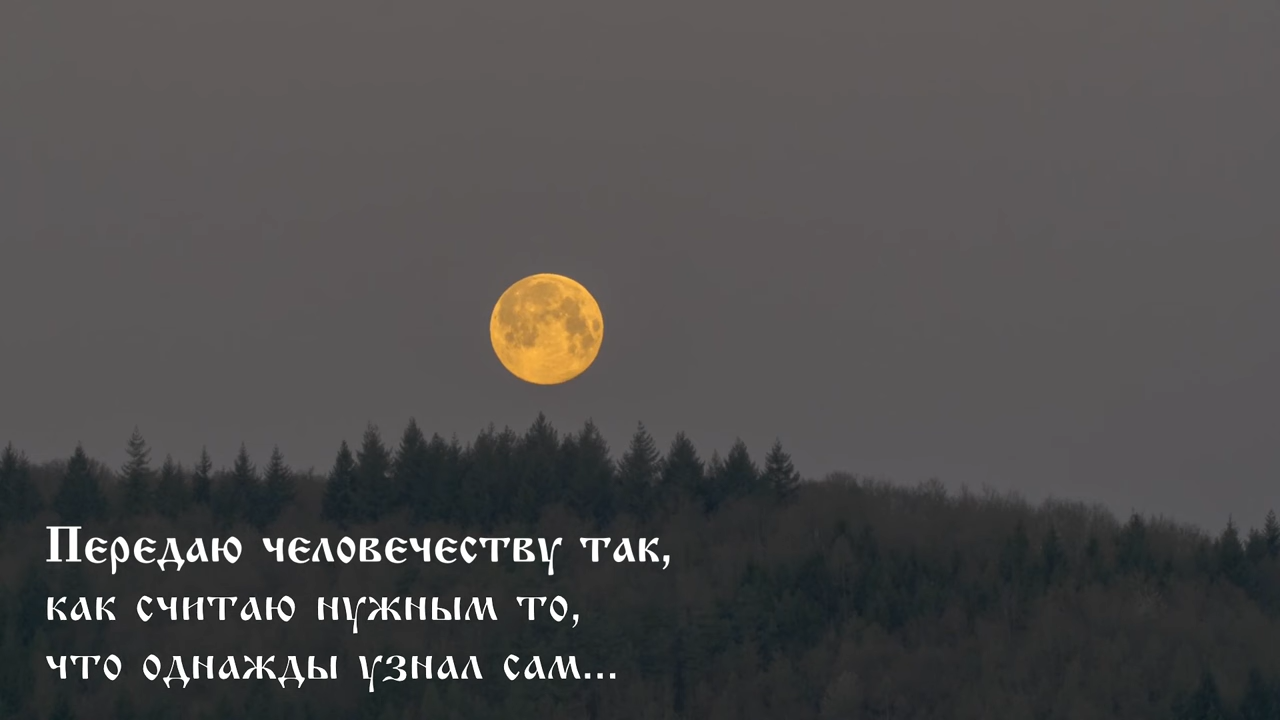 Передаю человечеству так,
как считаю нужным то,
что однажды узнал сам...